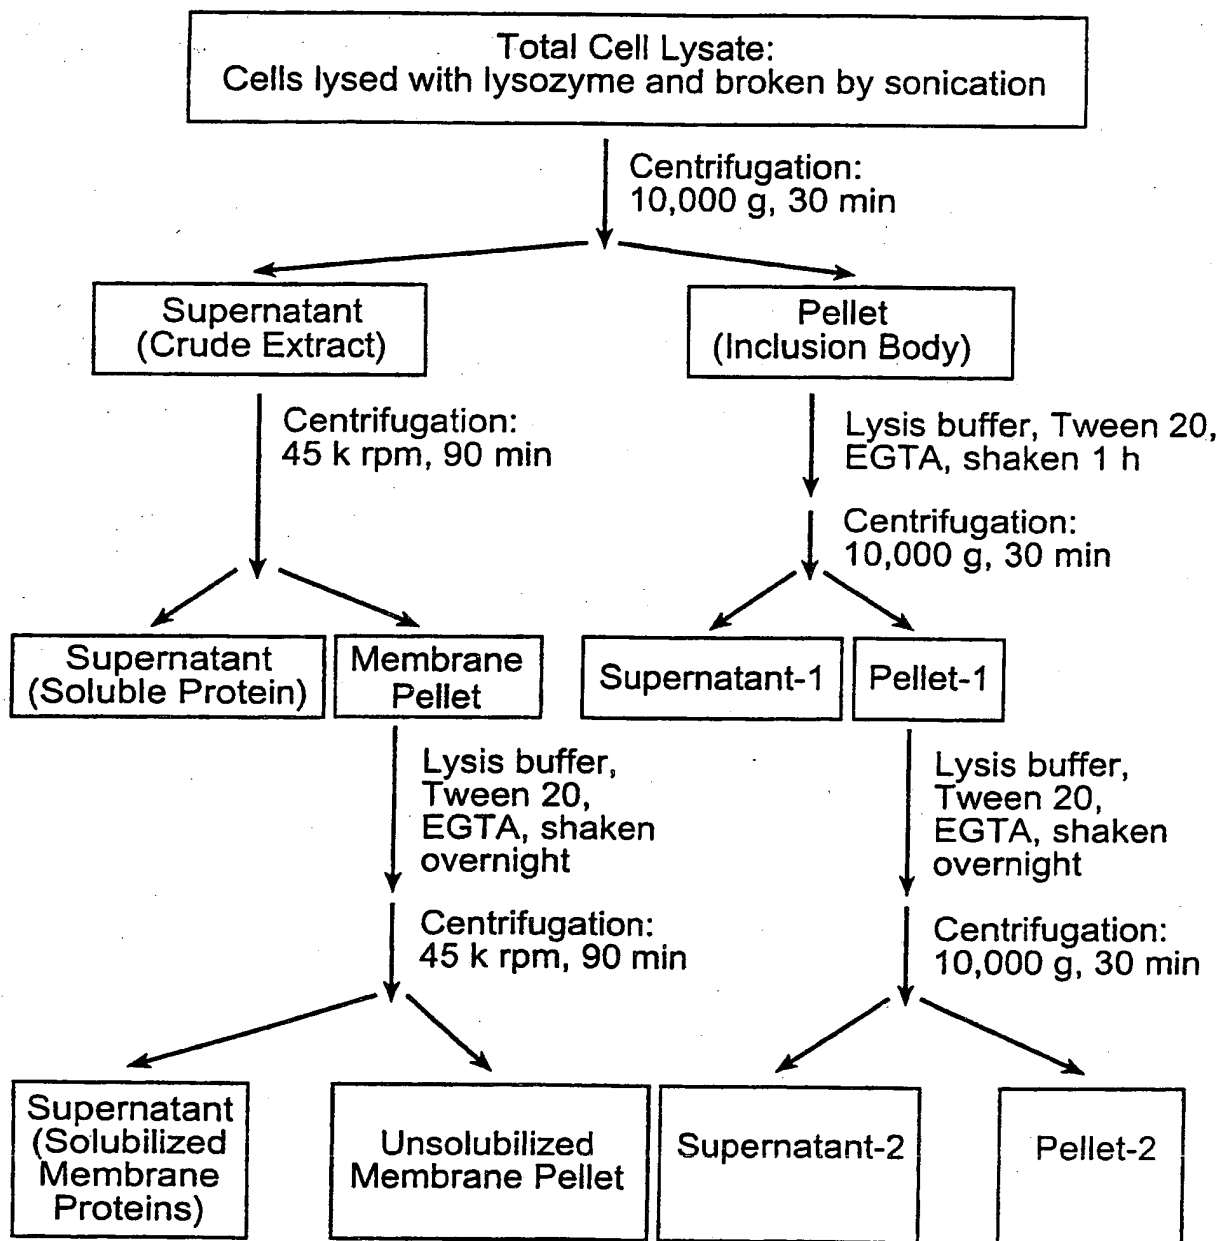 Total Cell Lysate:
Cells lysed with lysozyme and broken by sonication
Centrifugation:
10,000 g, 30 min
Supernatant
(Crude Extract)
Pellet
(Inclusion Body)
Centrifugation:
45 k rpm, 90 min
Lysis buffer, Tween 20,
EGTA, shaken 1 h
Centrifugation:
10,000 g, 30 min
Supernatant
(Soluble Protein)
Membrane
Pellet
Supernatant-1
Pellet-1
Lysis buffer,
Tween 20,
EGTA, shaken
overnight
Lysis buffer,
Tween 20,
EGTA, shaken
overnight
Centrifugation:
45 k rpm, 90 min
Centrifugation:
10,000 g, 30 min
Supernatant
(Solubilized
Membrane
Proteins)
Unsolubilized
Membrane Pellet
Supernatant-2
Pellet-2